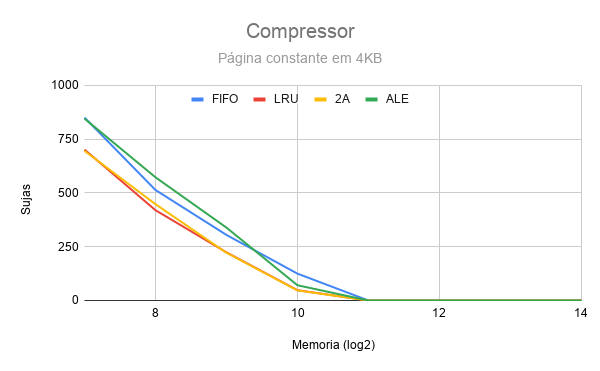 Compressor
Página constante em 4KB
FIFO LRU 2A ALE
1000
750
500
250
0
Sujas
8 10 12 14
Memoria (log2)